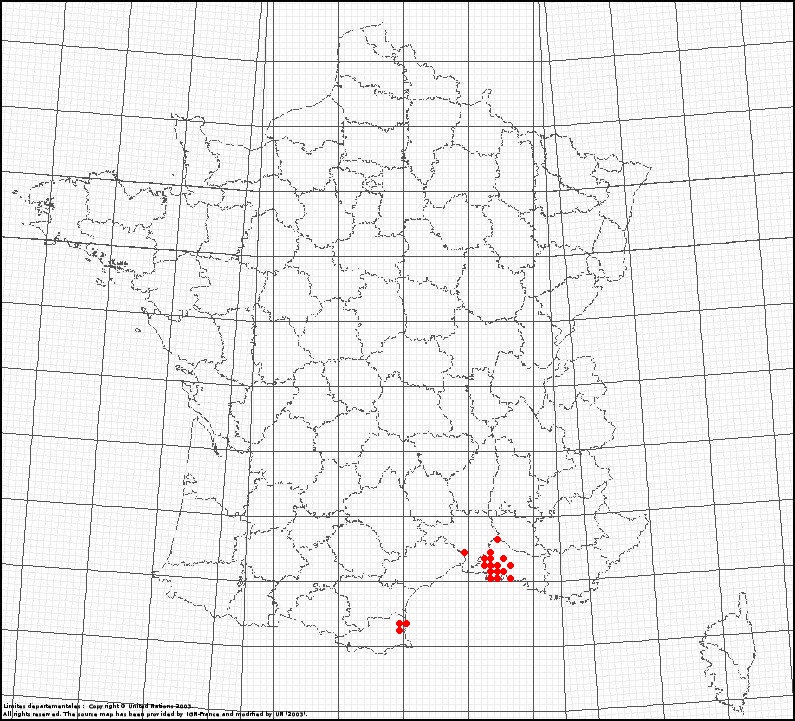 Limites departementales : Copyright © United Nations 2003
All rights reserved. The source map has been provided by IGN-France and modified by UN "2003".